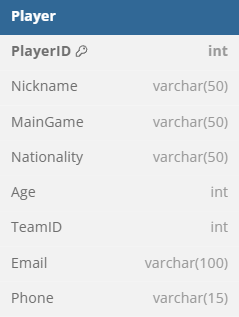 Player
PlayerID int
Nickname varchar(50)
MainGame varchar(50)
Nationality varchar(50)
Age int
TeamID int
Email varchar(100)
Phone varchar(15)